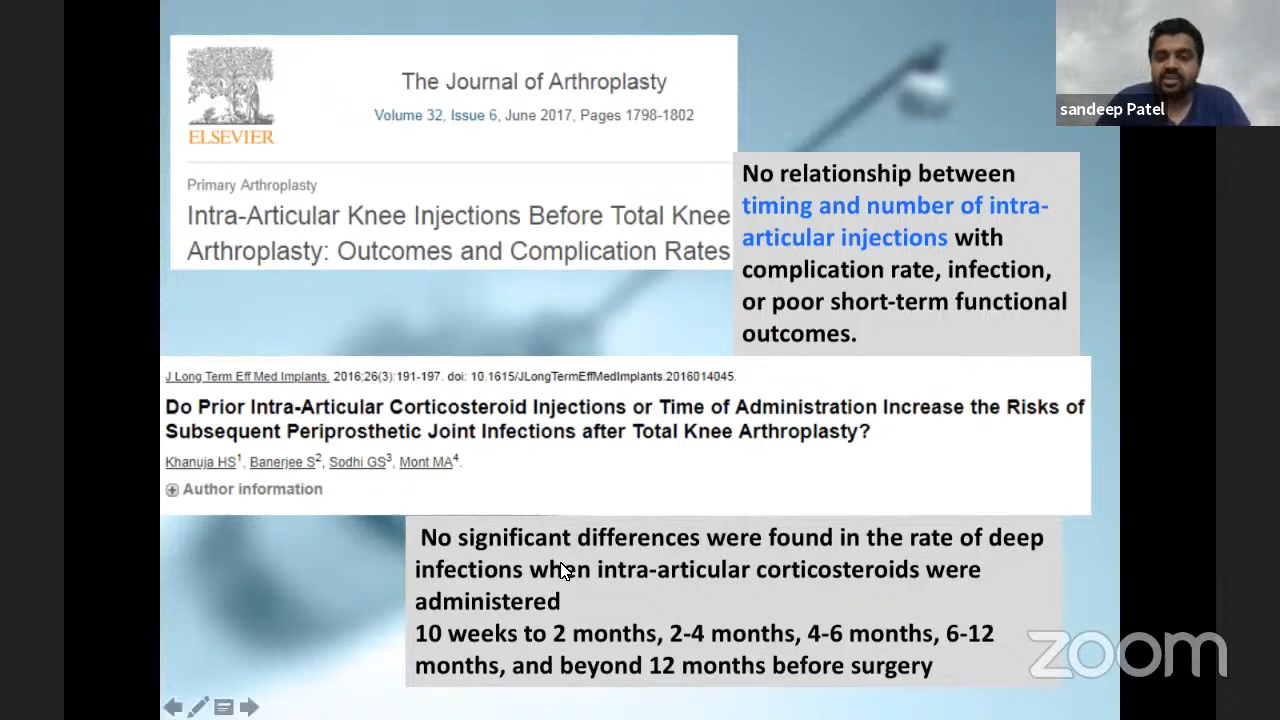 The Journal of Arthroplasty
Volume 32, Issue 6, June 2017, Pages 1798-1802
ELSEVIER
sandeep Patel
Primary Arthroplasty
Intra-Articular Knee Injections Before Total Knee
Arthroplasty: Outcomes and Complication Rates
No relationship between
timing and number of intra-
articular injections with
complication rate, infection,
or poor short-term functional
outcomes.
J Long Term Eff Med Implants. 2016;26(3):191-197. doi: 10.1615/JLongTermEffMedImplants.2016014045.
Do Prior Intra-Articular Corticosteroid Injections or Time of Administration Increase the Risks of
Subsequent Periprosthetic Joint Infections after Total Knee Arthroplasty?
Khanuja HS1, Banerjee S2, Sodhi GS3, Mont MA4.
Author information
No significant differences were found in the rate of deep
infections when intra-articular corticosteroids were
administered
10 weeks to 2 months, 2-4 months, 4-6 months, 6-12
months, and beyond 12 months before surgery
zoom